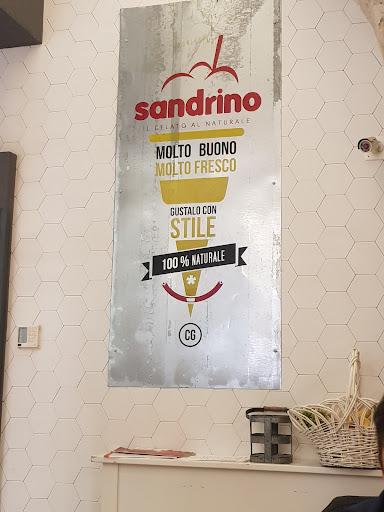 sandrino
IL GELATO AL NATURALE
MOLTO BUONO
MOLTO FRESCO
GUSTALO CON
STILE
100% NATURALE
CG